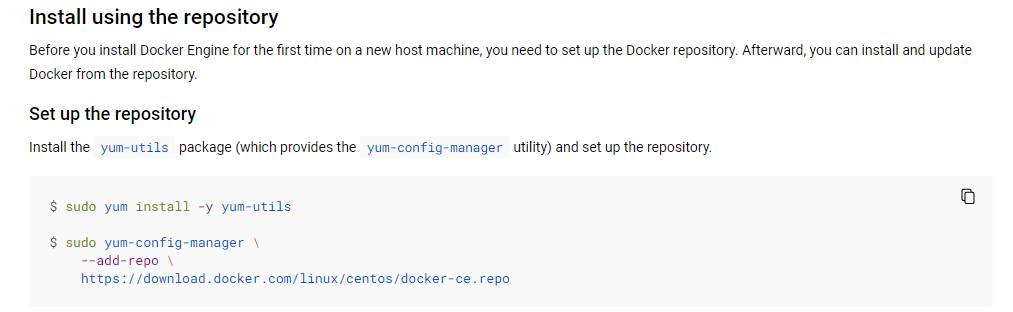 Install using the repository
Before you install Docker Engine for the first time on a new host machine, you need to set up the Docker repository. Afterward, you can install and update
Docker from the repository.
Set up the repository
Install the yum-utils package (which provides the yum-config-manager utility) and set up the repository.
$ sudo yum install -y yum-utils
$ sudo yum-config-manager \
--add-repo \
https://download.docker.com/linux/centos/docker-ce.repo